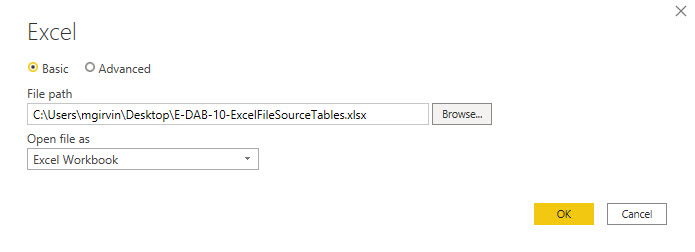 Excel
Basic Advanced
File path
C:\Users\mgirvin\Desktop\E-DAB-10-ExcelFileSourceTables.xlsx Browse...
Open file as
Excel Workbook
OK Cancel